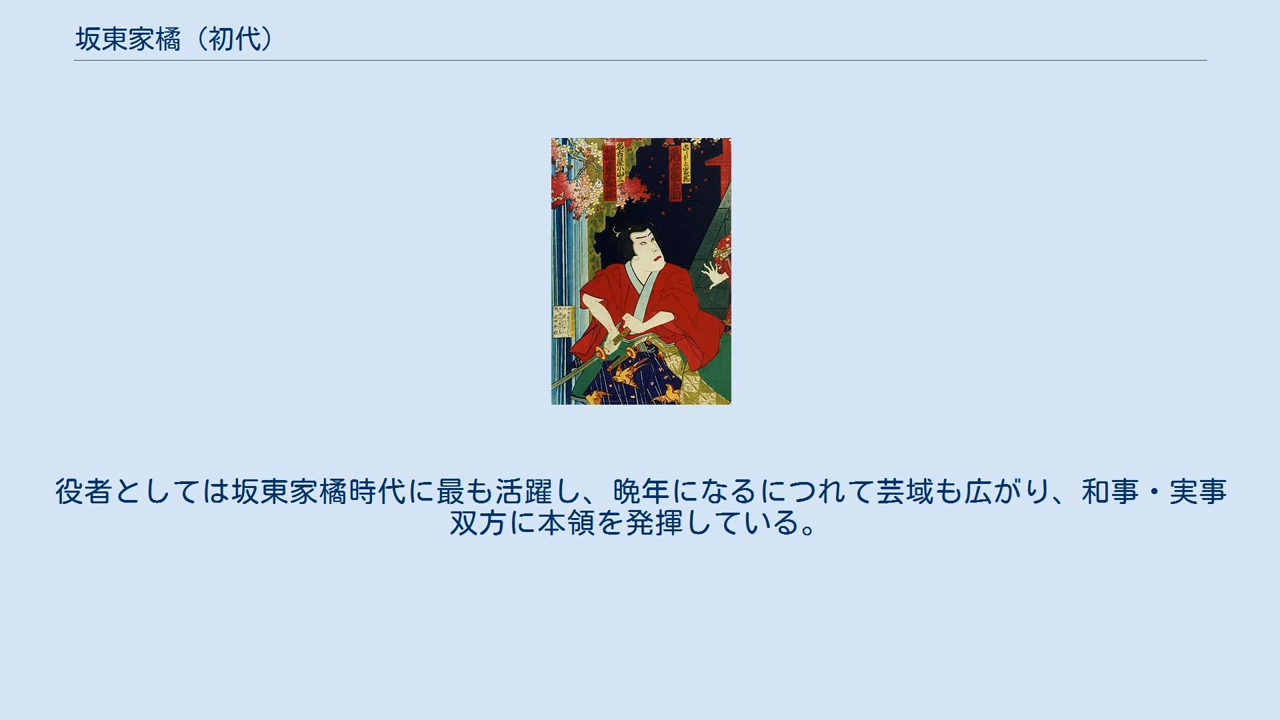 坂東家橘（初代）
役者としては坂東家橘時代に最も活躍し、晩年になるにつれて芸域も広がり、和事・実事
双方に本領を発揮している。